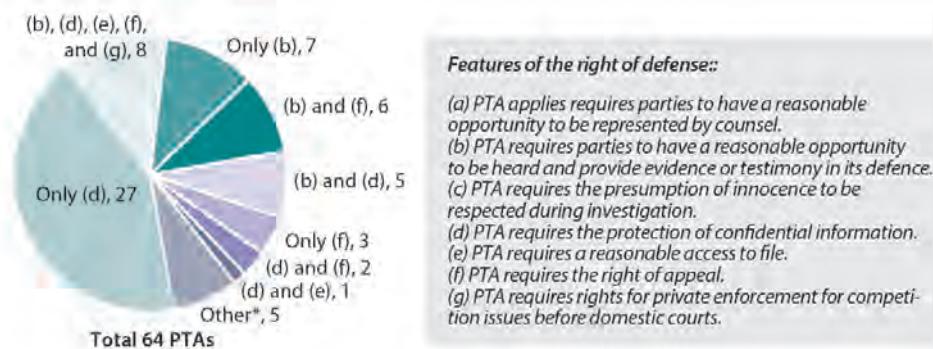 (b), (d), (e), (f),
and (g), 8
Only (b), 7
(b) and (f), 6
(b) and (d), 5
Only (d), 27
Only (f), 3
(d) and (f), 2
(d) and (e), 1
Other*, 5
Total 64 PTAs
Features of the right of defense::
(a) PTA applies requires parties to have a reasonable
opportunity to be represented by counsel.
(b) PTA requires parties to have a reasonable opportunity
to be heard and provide evidence or testimony in its defence.
(c) PTA requires the presumption of innocence to be
respected during investigation.
(d) PTA requires the protection of confidential information.
(e) PTA requires a reasonable access to file.
(f) PTA requires the right of appeal.
(g) PTA requires rights for private enforcement for competi-
tion issues before domestic courts.